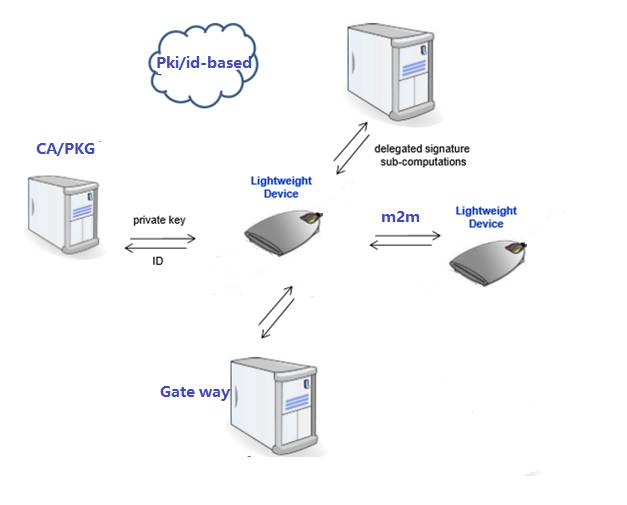 Pki/id-based
delegated signature
sub-computations
CA/PKG
Lightweight
Device
private key
ID
m2m
Lightweight
Device
Gate way